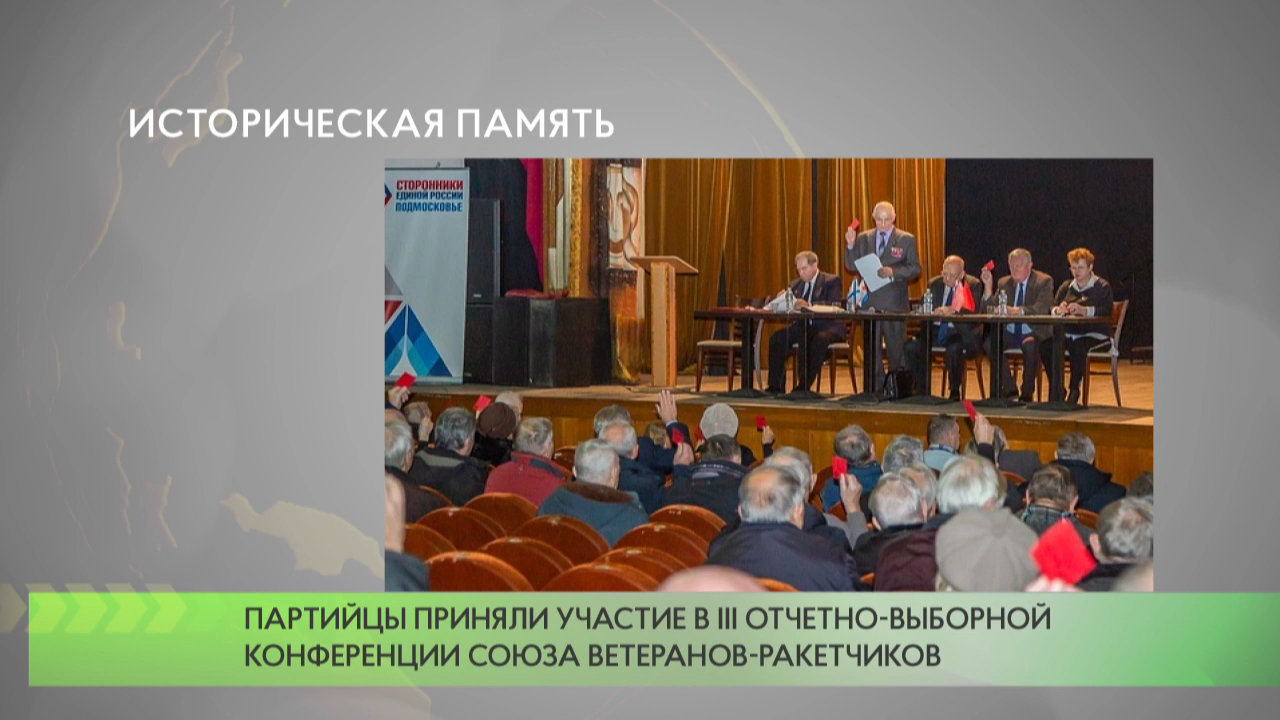 ИСТОРИЧЕСКАЯ ПАМЯТЬ
СТОРОННИКИ
ЕДИНОЙ РОССИИ
ПОДМОСКОВЬЕ
ПАРТИЙЦЫ ПРИНЯЛИ УЧАСТИЕ В III ОТЧЕТНО-ВЫБОРНОЙ
КОНФЕРЕНЦИИ СОЮЗА ВЕТЕРАНОВ-РАКЕТЧИКОВ